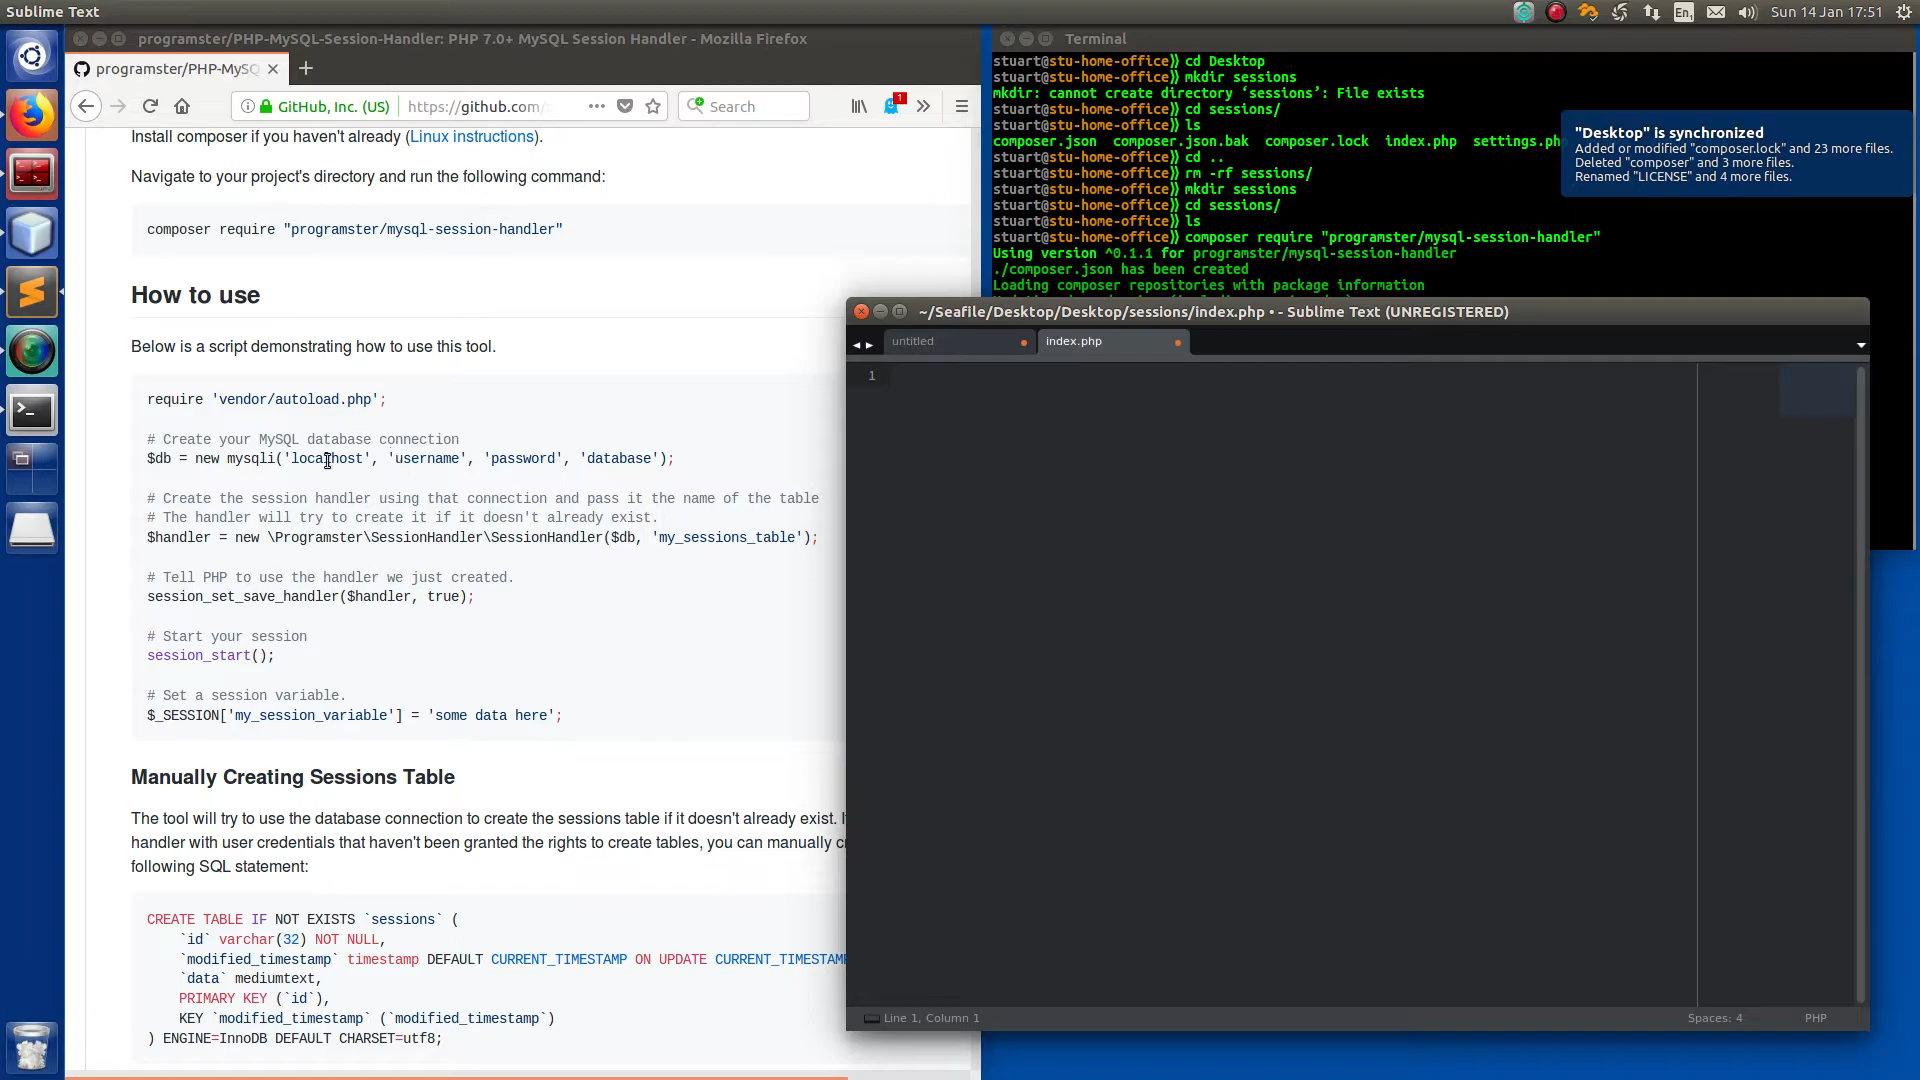 Sublime Text
En1
Sun 14 Jan 17:51
programster/PHP-MySQL-Session-Handler: PHP 7.0+ MySQL Session Handler - Mozilla Firefox
programster/PHP-MySQ
GitHub, Inc. (US)
https://github.com/
Search
1
Install composer if you haven't already (Linux instructions).
Navigate to your project's directory and run the following command:
composer require "programster/mysql-session-handler"
How to use
Below is a script demonstrating how to use this tool.
require 'vendor/autoload.php';
# Create your MySQL database connection
$db = new mysqli('localhost', 'username', 'password', 'database');
# Create the session handler using that connection and pass it the name of the table
# The handler will try to create it if it doesn't already exist.
$handler = new \Programster\SessionHandler\SessionHandler($db, 'my_sessions_table');
# Tell PHP to use the handler we just created.
session_set_save_handler($handler, true);
# Start your session
session_start();
# Set a session variable.
$_SESSION['my_session_variable'] = 'some data here';
Manually Creating Sessions Table
The tool will try to use the database connection to create the sessions table if it doesn't already exist.
handler with user credentials that haven't been granted the rights to create tables, you can manually
following SQL statement:
CREATE TABLE IF NOT EXISTS `sessions` (
`id` varchar(32) NOT NULL,
`modified_timestamp` timestamp DEFAULT CURRENT_TIMESTAMP ON UPDATE CURRENT_TIMESTAMP
`data` mediumtext,
PRIMARY KEY (`id`),
KEY `modified_timestamp` (`modified_timestamp`)
) ENGINE=InnoDB DEFAULT CHARSET=utf8;
Terminal
stuart@stu-home-office⟫ cd Desktop
stuart@stu-home-office⟫ mkdir sessions
mkdir: cannot create directory ‘sessions’: File exists
stuart@stu-home-office⟫ cd sessions/
stuart@stu-home-office⟫ ls
composer.json composer.json.bak composer.lock index.php settings.ph
stuart@stu-home-office⟫ cd ..
stuart@stu-home-office⟫ rm -rf sessions/
stuart@stu-home-office⟫ mkdir sessions
stuart@stu-home-office⟫ cd sessions/
stuart@stu-home-office⟫ ls
stuart@stu-home-office⟫ composer require "programster/mysql-session-handler"
Using version ^0.1.1 for programster/mysql-session-handler
./composer.json has been created
Loading composer repositories with package information
"Desktop" is synchronized
Added or modified "composer.lock" and 23 more files.
Deleted "composer" and 3 more files.
Renamed "LICENSE" and 4 more files.
~/Seafile/Desktop/Desktop/sessions/index.php • - Sublime Text (UNREGISTERED)
untitled
index.php
1
Line 1, Column 1
Spaces: 4
PHP